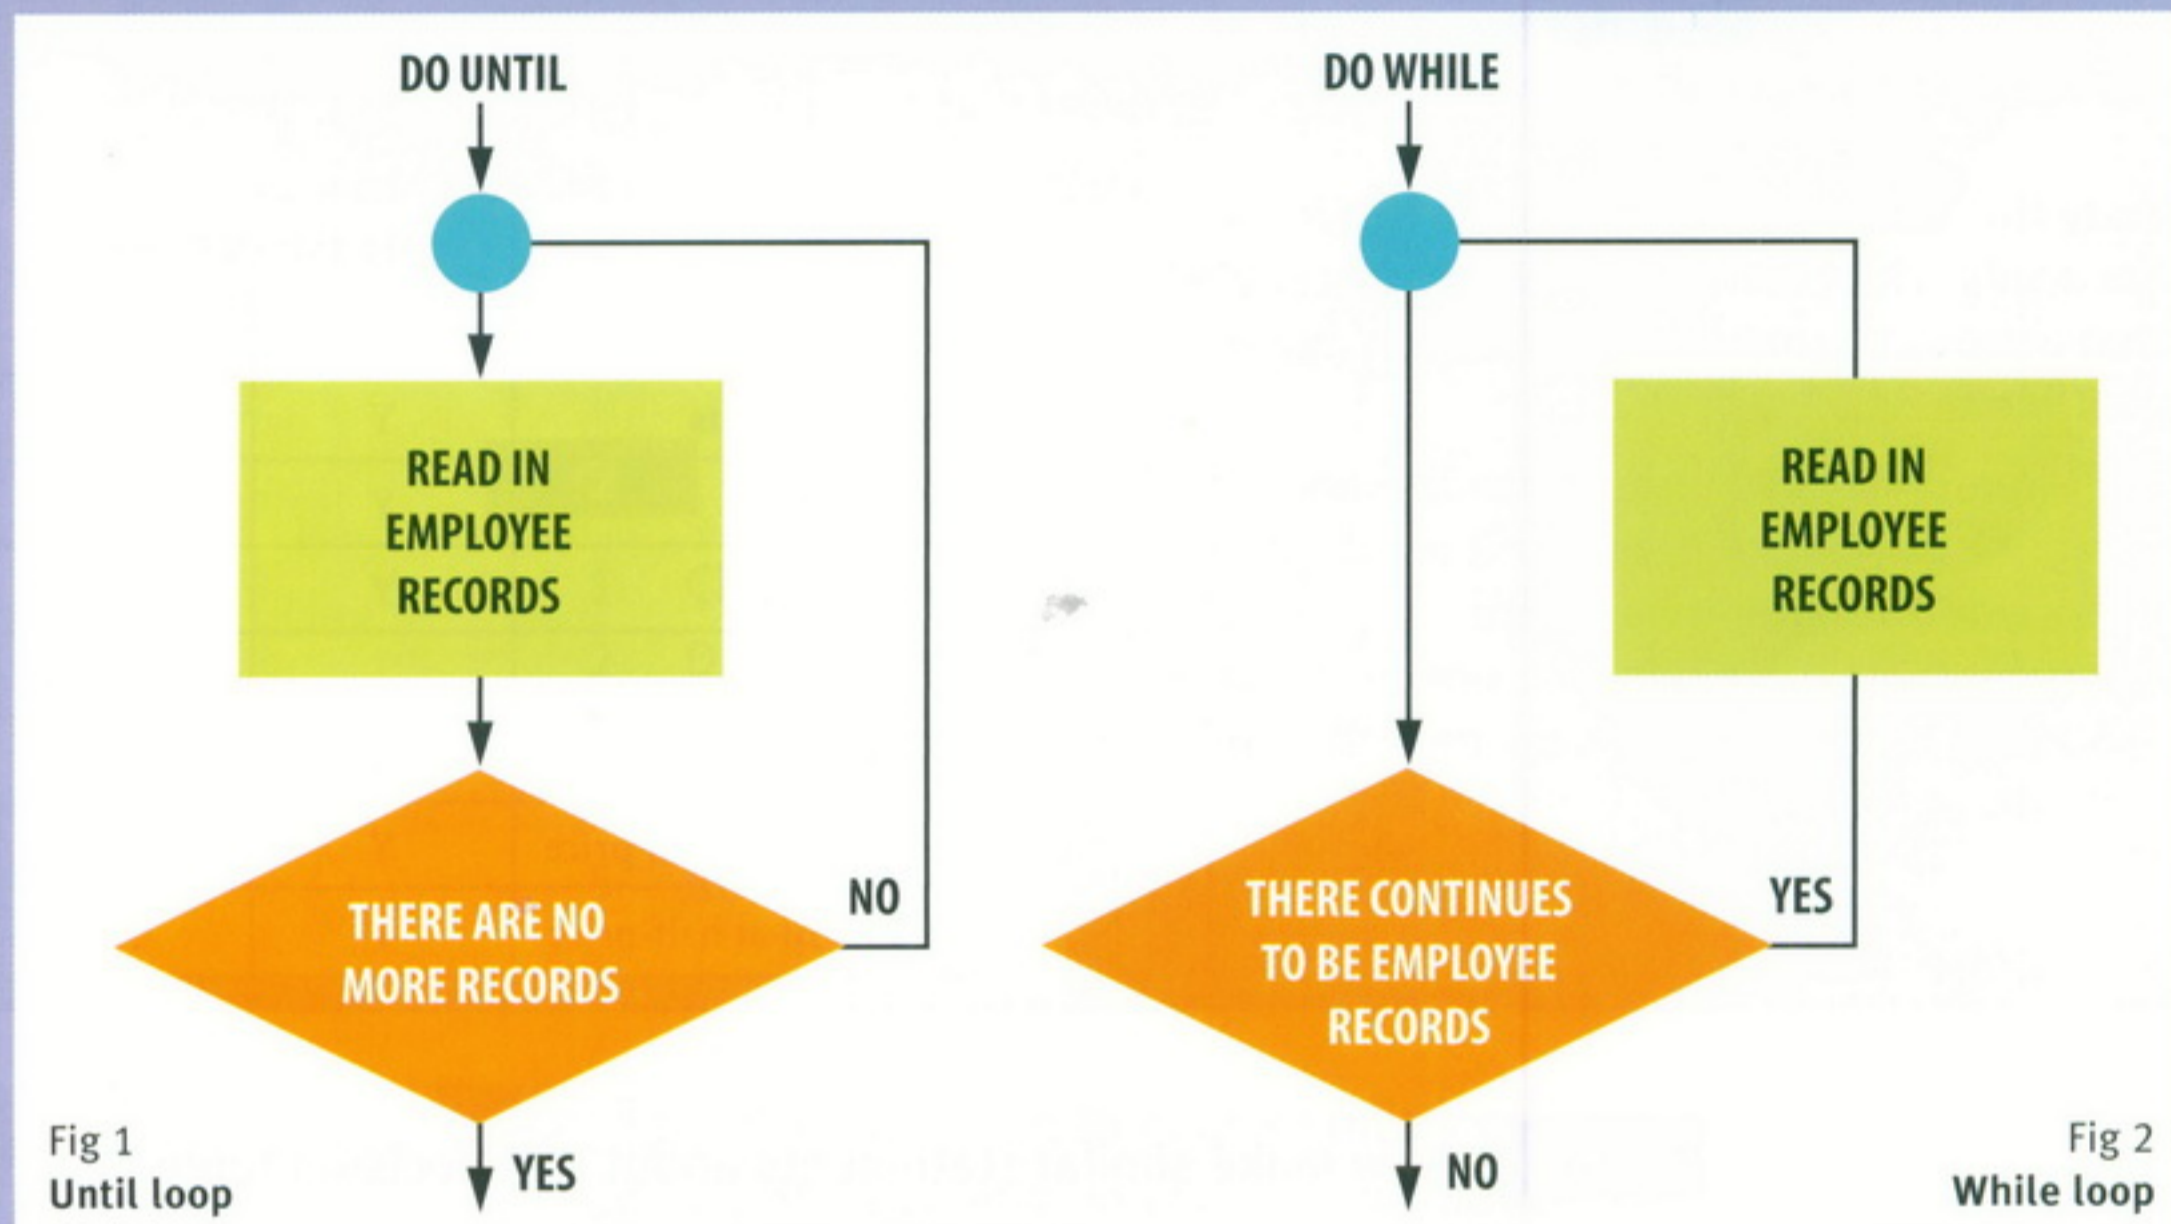 DO UNTIL
READ IN
EMPLOYEE
RECORDS
THERE ARE NO
MORE RECORDS
NO
YES
Fig 1
Until loop
DO WHILE
READ IN
EMPLOYEE
RECORDS
THERE CONTINUES
TO BE EMPLOYEE
RECORDS
YES
NO
Fig 2
While loop